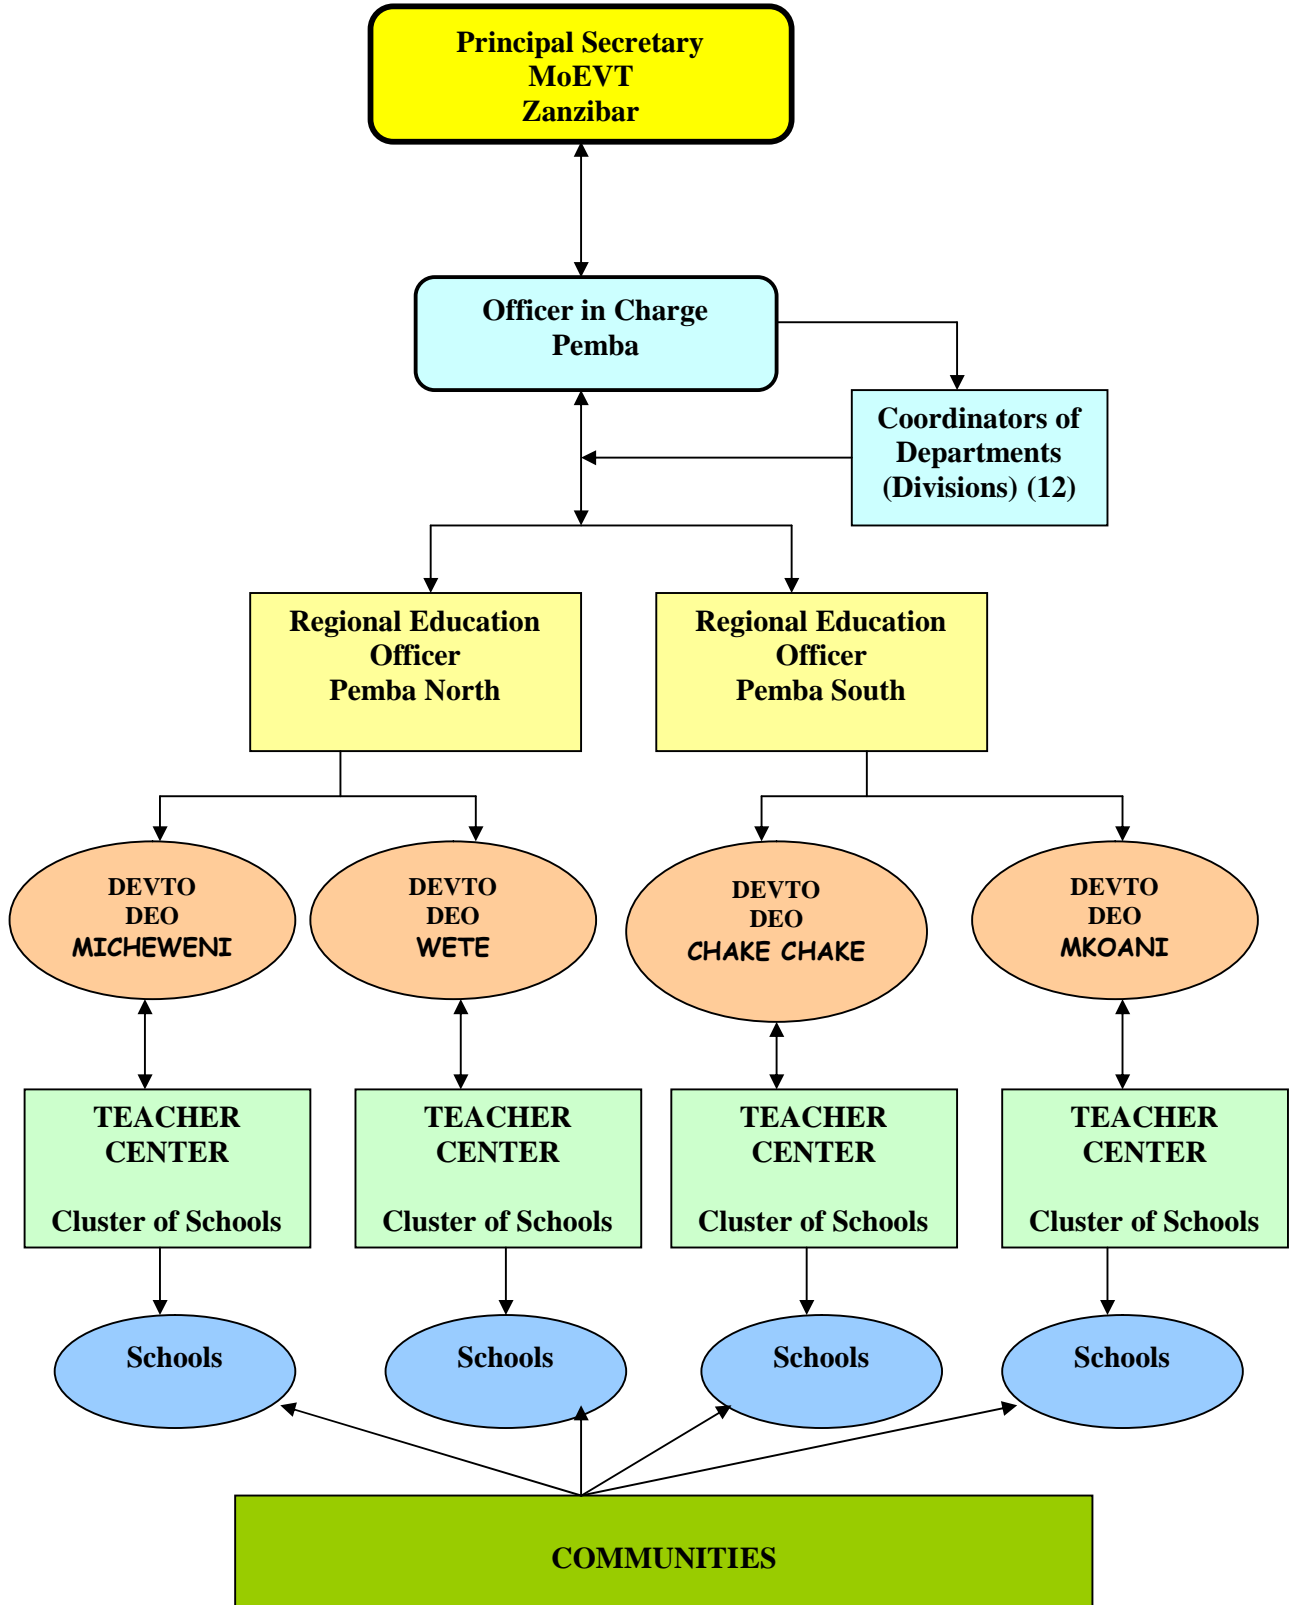 Principal Secretary
MoEVT
Zanzibar
Officer in Charge
Pemba
Coordinators of
Departments
(Divisions) (12)
Regional Education
Officer
Pemba North
Regional Education
Officer
Pemba South
DEVTO
DEO
MICHEWENI
DEVTO
DEO
WETE
DEVTO
DEO
CHAKE CHAKE
DEVTO
DEO
MKOANI
TEACHER
CENTER
Cluster of Schools
TEACHER
CENTER
Cluster of Schools
TEACHER
CENTER
Cluster of Schools
TEACHER
CENTER
Cluster of Schools
Schools
Schools
Schools
Schools
COMMUNITIES